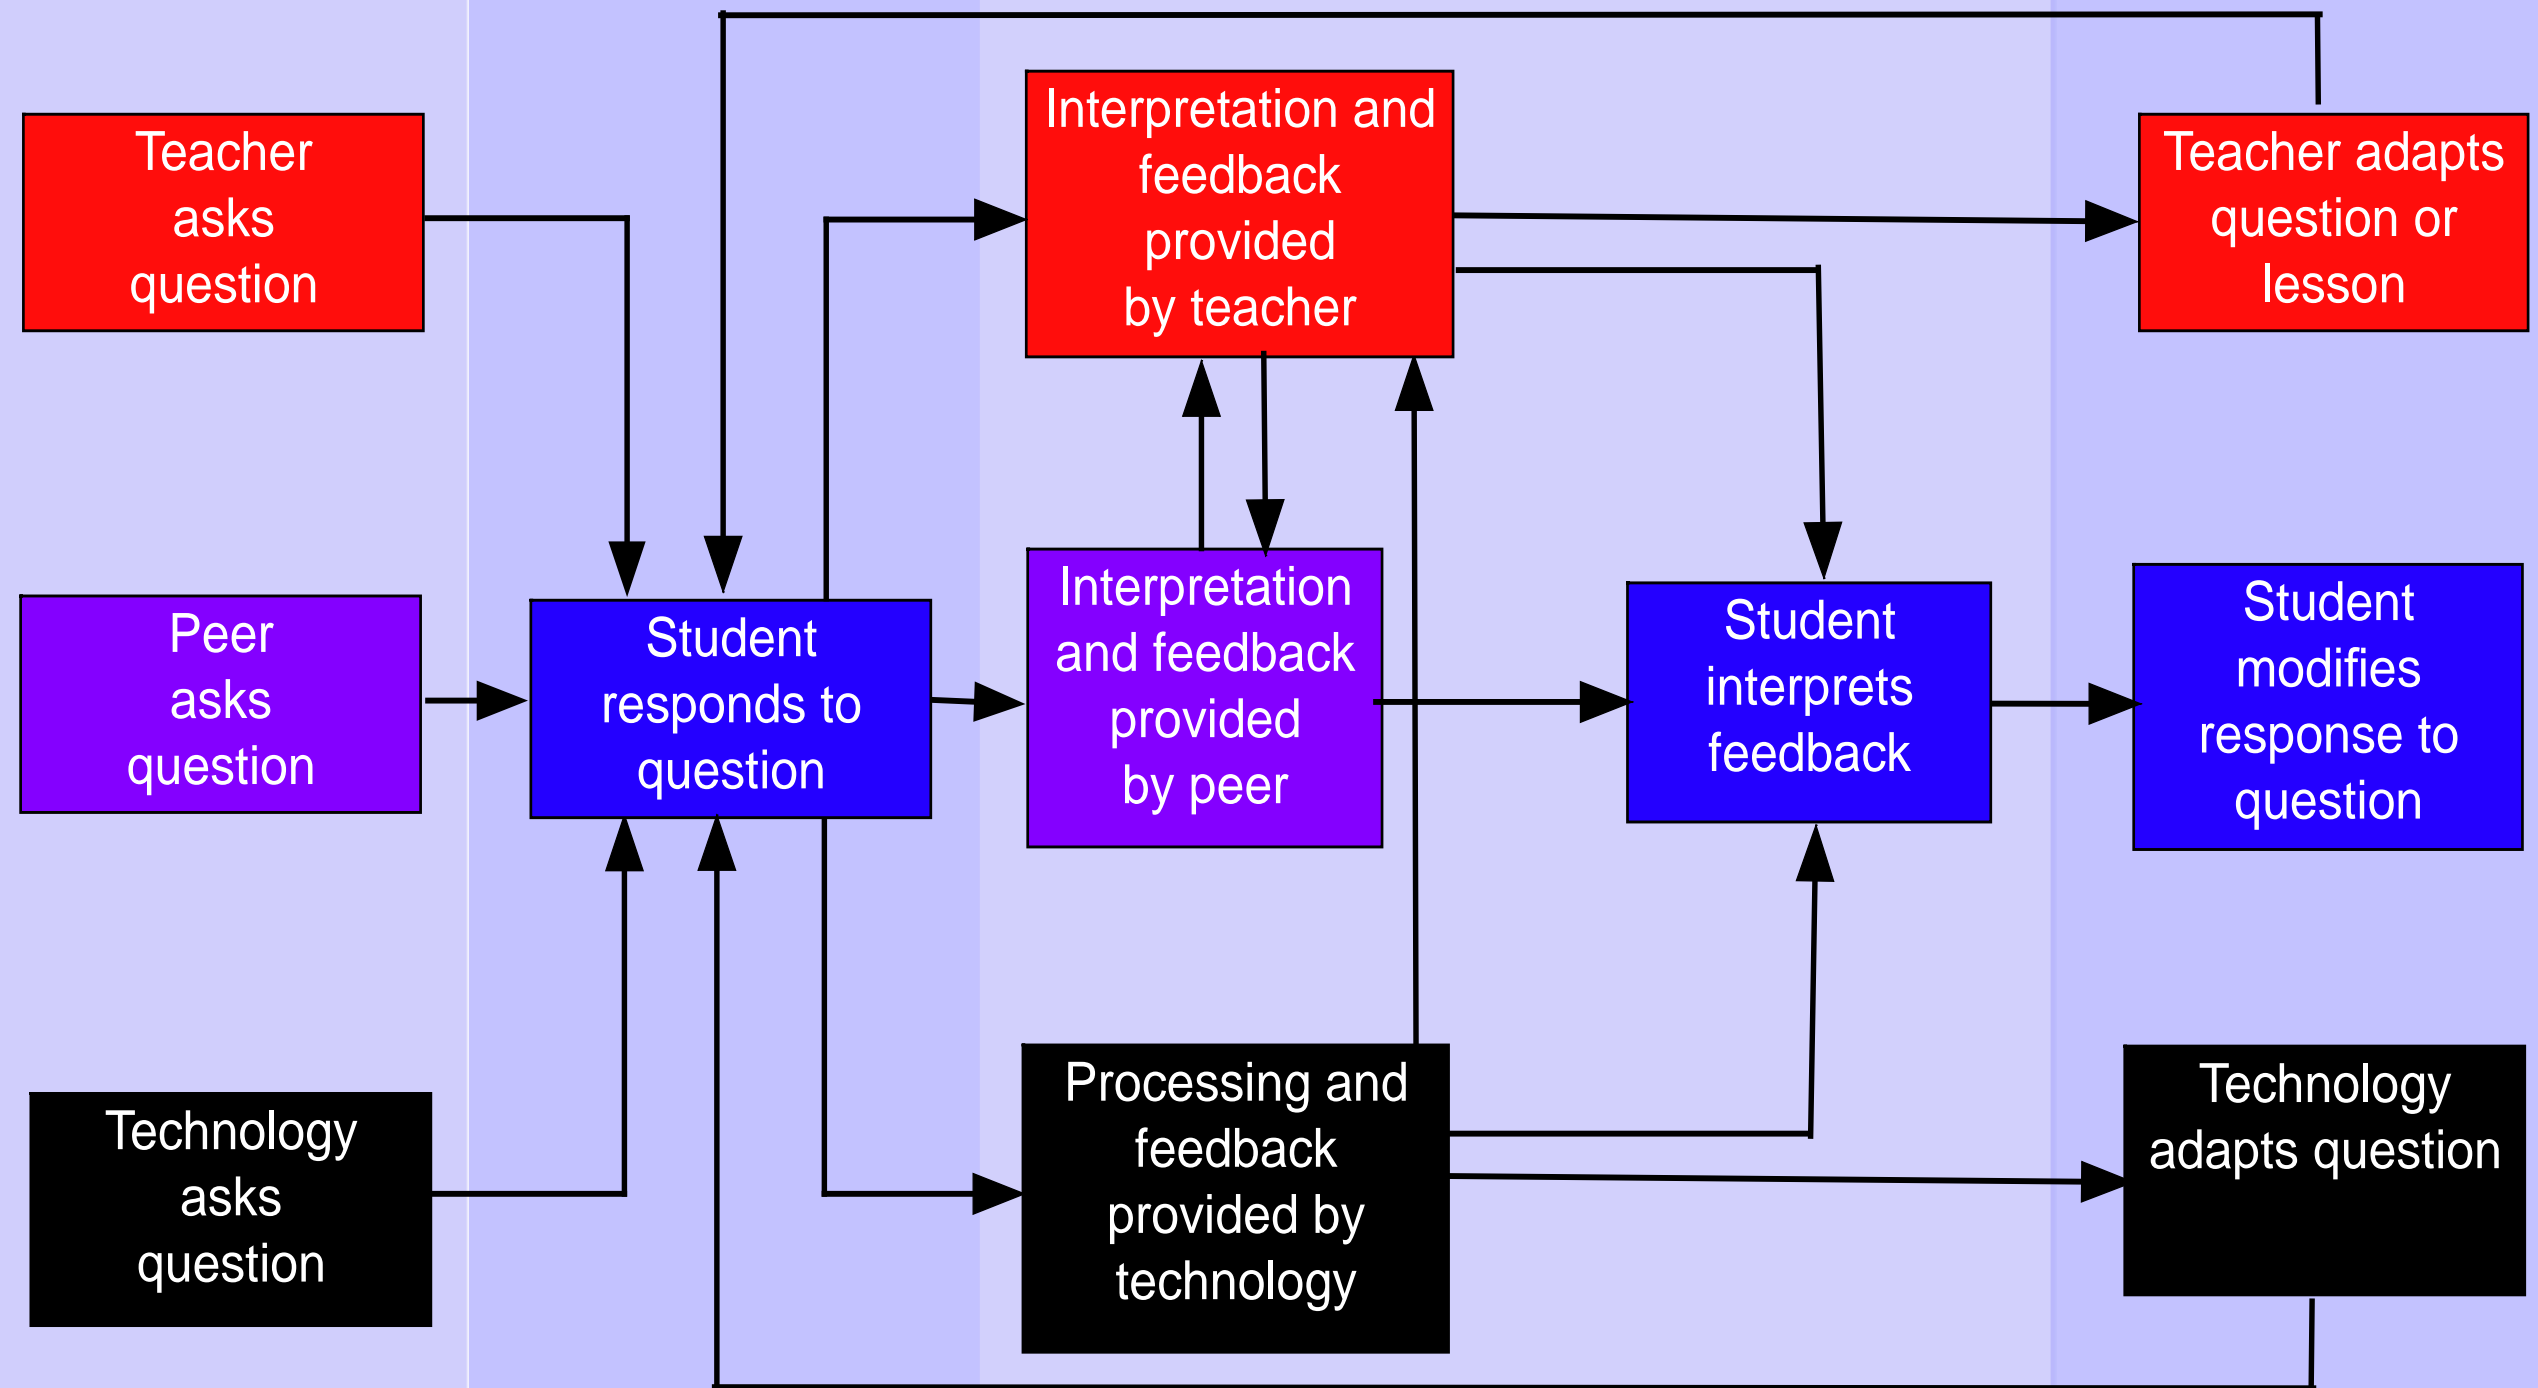 Teacher
asks
question
Peer
asks
question
Technology
asks
question
Student
responds to
question
Interpretation and
feedback
provided
by teacher
Interpretation
and feedback
provided
by peer
Processing and
feedback
provided by
technology
Student
interprets
feedback
Teacher adapts
question or
lesson
Student
modifies
response to
question
Technology
adapts question